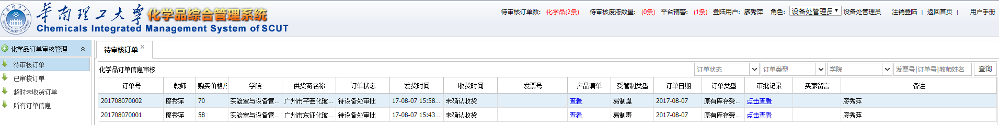 華南理工大学 化学品综合管理系统
Chemicals Integrated Management System of SCUT
待审核订单数: 化学品(2条) 待审核废液数量: (0条) 平台預警: (1条) 登陆用户: 廖秀萍 角色: 设备处管理员 设备处管理员 注销登陆 | 返回首页 | 用户手册
化学品订单审核管理
待审核订单
已审核订单
超时未收货订单
所有订单信息
待审核订单
化学品订单信息审核 订单状态 订单类型 学院 发票号|订单号|教师姓名 查询
订单号 教师 购买价格/ 学院 供货商名称 订单状态 发货时间 收货时间 发票号 产品清单 受管制类型 订单日期 订单类型 审批记录 买家留言 备注
201708070002 廖秀萍 70 实验室与设备管... 广州市芊荟化玻... 待设备处审批 17-08-07 15:58... 未确认收货 查看 易制爆 2017-08-07 原有库存受... 点击查看 廖秀萍
201708070001 廖秀萍 58 实验室与设备管... 广州市东征化玻... 待设备处审批 17-08-07 15:43... 未确认收货 查看 易制毒 2017-08-07 原有库存受... 点击查看 廖秀萍